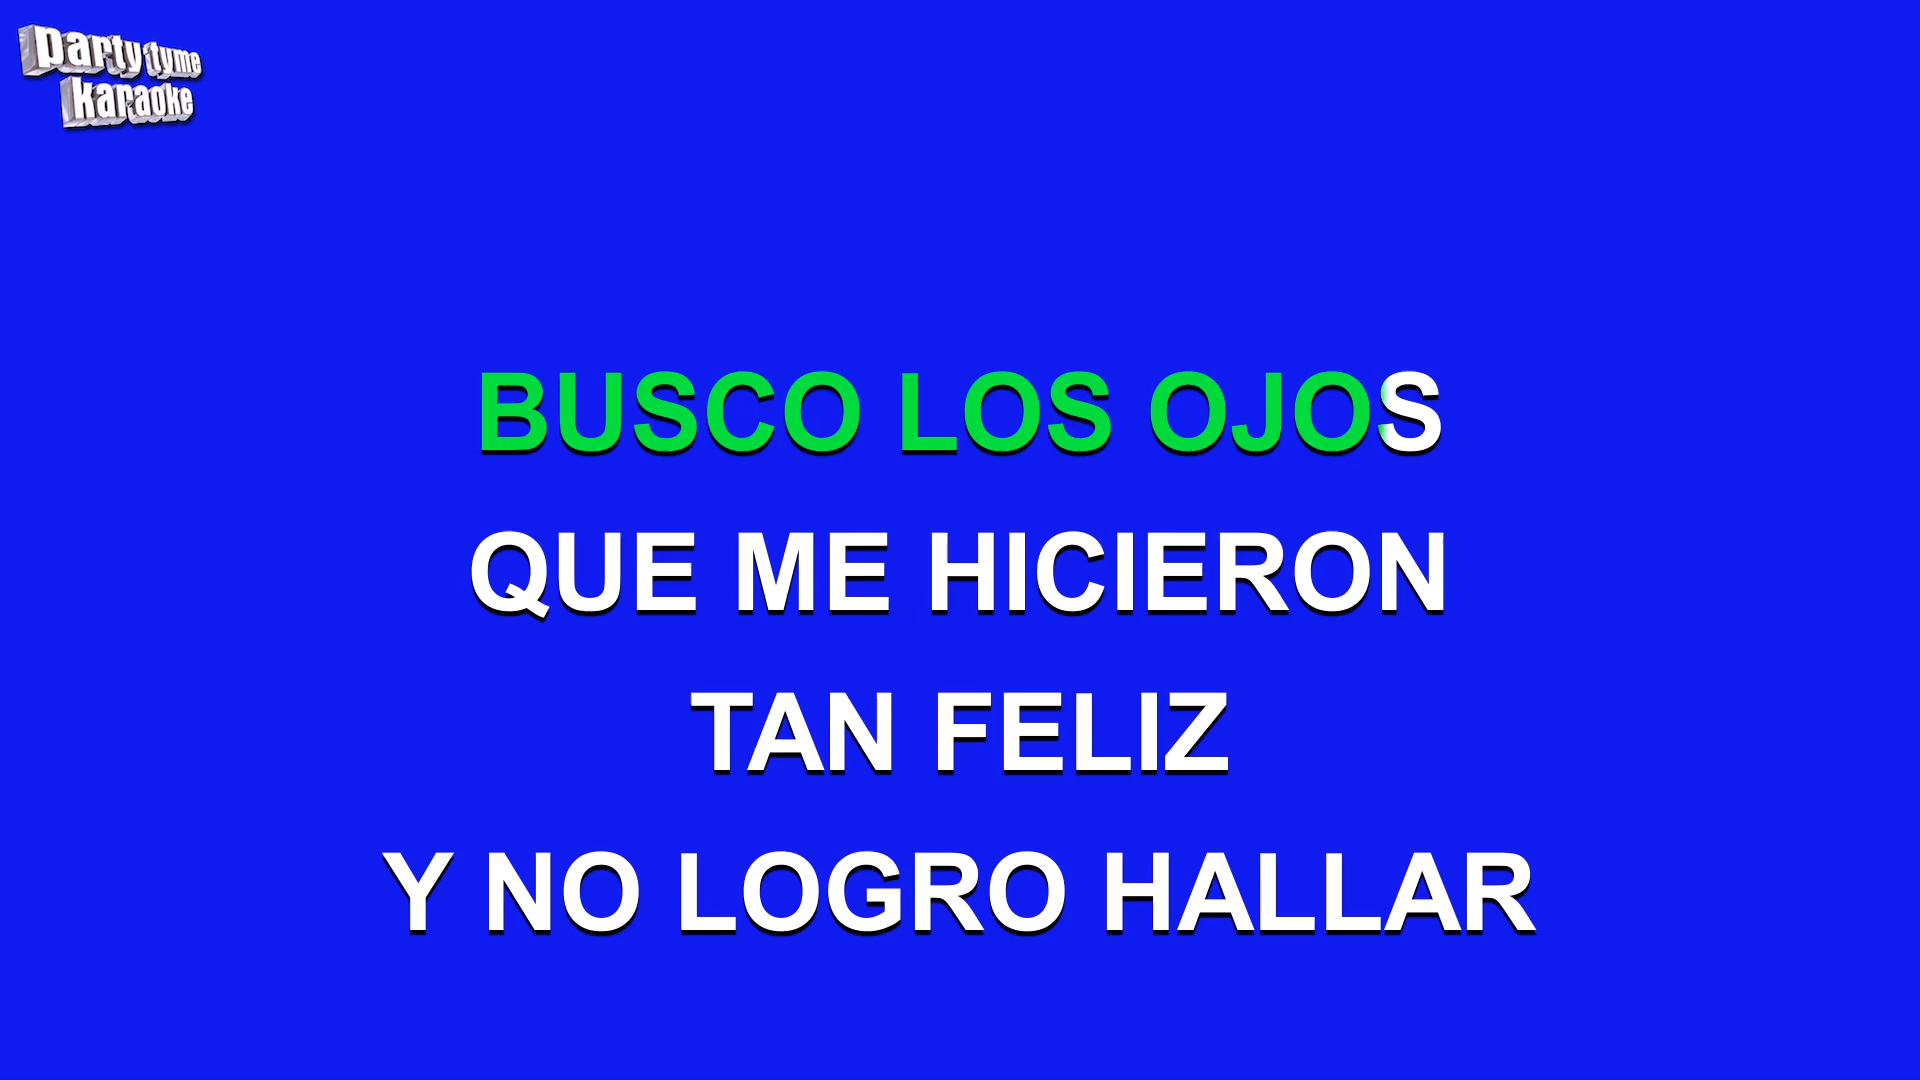 party tyme
karaoke
BUSCO LOS OJOS
QUE ME HICIERON
TAN FELIZ
Y NO LOGRO HALLAR